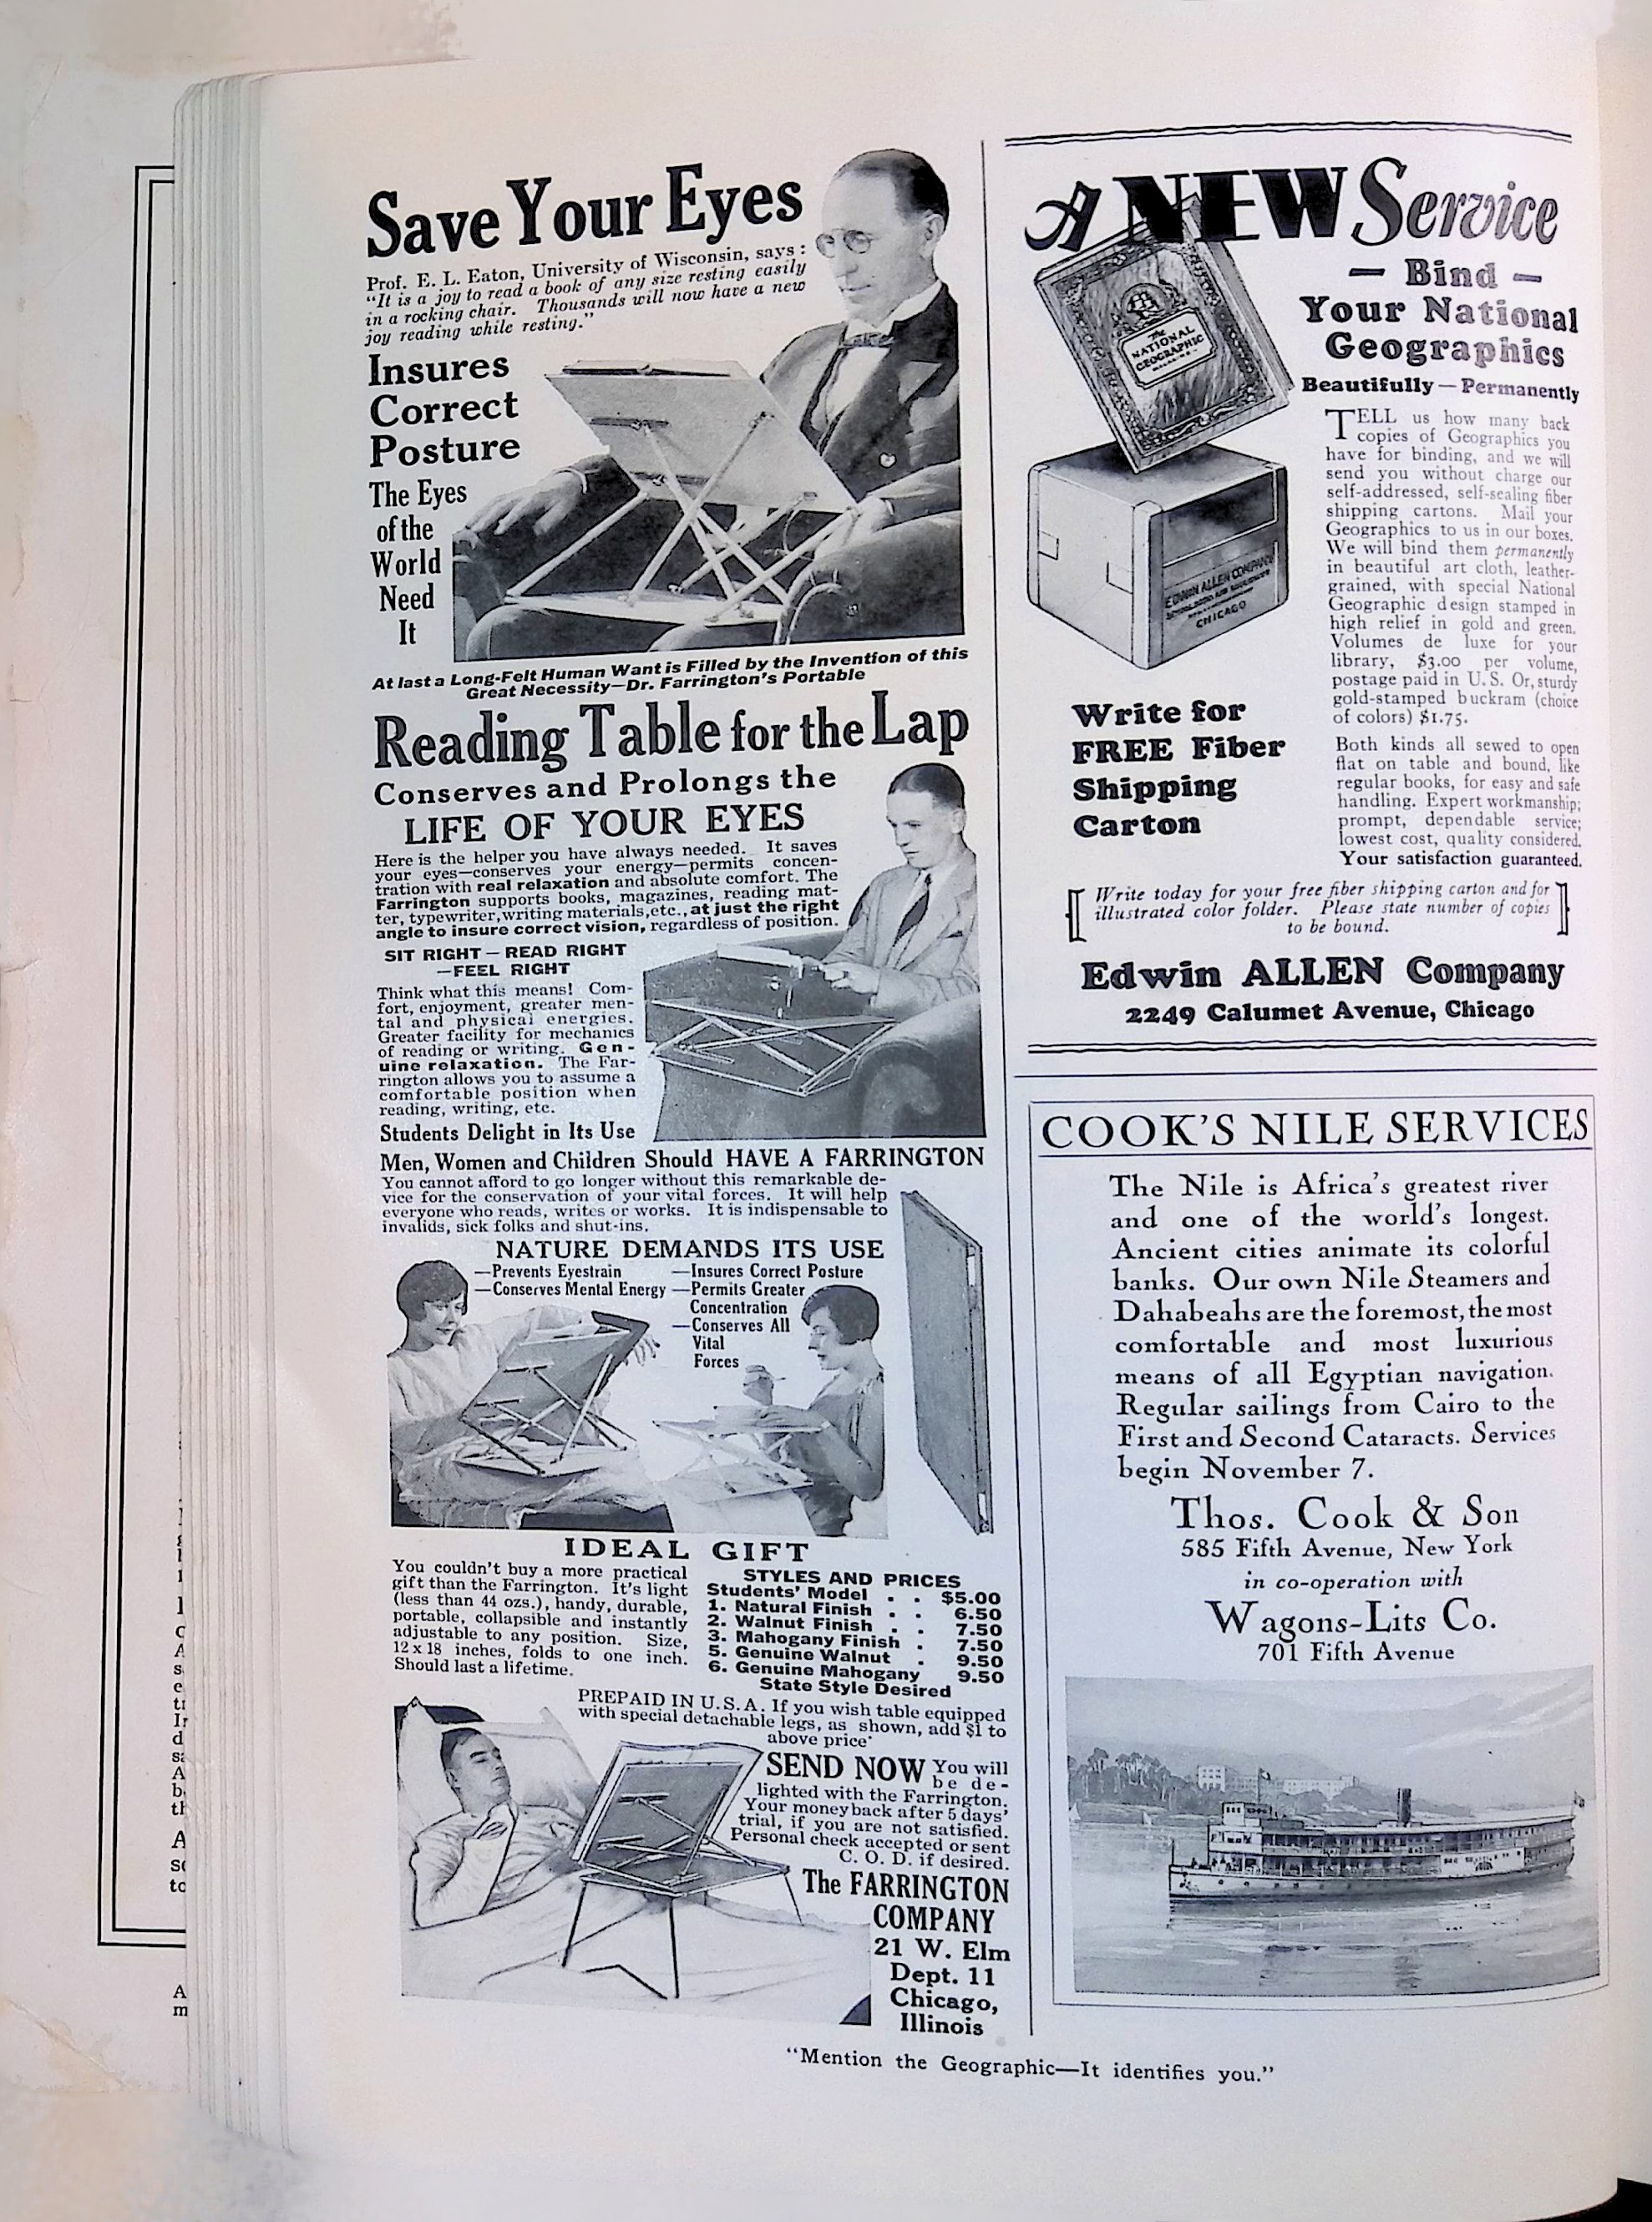 Save Your Eyes
Prof. E. L. Eaton, University of Wisconsin, says:
"It is a joy to read a book of any size resting easily
in a rocking chair. Thousands will now have a new
joy reading while resting."
Insures
Correct
Posture
The Eyes
of the
World
Need
It
At last a Long-Felt Human Want is Filled by the Invention of this
Great Necessity—Dr. Farrington's Portable
Reading Table for the Lap
Conserves and Prolongs the
LIFE OF YOUR EYES
Here is the helper you have always needed. It saves
your eyes—conserves your energy—permits concen-
tration with real relaxation and absolute comfort. The
Farrington supports books, magazines, reading mat-
ter, typewriter, writing materials, etc., at just the right
angle to insure correct vision, regardless of position.
SIT RIGHT — READ RIGHT
—FEEL RIGHT
Think what this means! Com-
fort, enjoyment, greater men-
tal and physical energies.
Greater facility for mechanics
of reading or writing. Gen-
uine relaxation. The Far-
rington allows you to assume a
comfortable position when
reading, writing, etc.
Students Delight in Its Use
Men, Women and Children Should HAVE A FARRINGTON
You cannot afford to go longer without this remarkable de-
vice for the conservation of your vital forces. It will help
everyone who reads, writes or works. It is indispensable to
invalids, sick folks and shut-ins.
NATURE DEMANDS ITS USE
—Prevents Eyestrain
—Conserves Mental Energy
—Insures Correct Posture
—Permits Greater
Concentration
—Conserves All
Vital
Forces
IDEAL GIFT
You couldn't buy a more practical
gift than the Farrington. It's light
(less than 44 ozs.), handy, durable,
portable, collapsible and instantly
adjustable to any position. Size,
12 x 18 inches, folds to one inch.
Should last a lifetime.
STYLES AND PRICES
Students' Model . . $5.00
1. Natural Finish . . 6.50
2. Walnut Finish . . 7.50
3. Mahogany Finish . 7.50
5. Genuine Walnut . 9.50
6. Genuine Mahogany 9.50
State Style Desired
PREPAID IN U.S.A. If you wish table equipped
with special detachable legs, as shown, add $1 to
above price
SEND NOW You will
be de-
lighted with the Farrington.
Your money back after 5 days'
trial, if you are not satisfied.
Personal check accepted or sent
C. O. D. if desired.
The FARRINGTON
COMPANY
21 W. Elm
Dept. 11
Chicago,
Illinois
A NEW Service
— Bind —
Your National
Geographics
Beautifully — Permanently
The
NATIONAL
GEOGRAPHIC
MAGAZINE
EDWIN ALLEN COMPANY
CHICAGO
TELL us how many back
copies of Geographics you
have for binding, and we will
send you without charge our
self-addressed, self-sealing fiber
shipping cartons. Mail your
Geographics to us in our boxes.
We will bind them permanently
in beautiful art cloth, leather-
grained, with special National
Geographic design stamped in
high relief in gold and green.
Volumes de luxe for your
library, $3.00 per volume,
postage paid in U. S. Or, sturdy
gold-stamped buckram (choice
of colors) $1.75.
Write for
FREE Fiber
Shipping
Carton
Both kinds all sewed to open
flat on table and bound, like
regular books, for easy and safe
handling. Expert workmanship;
prompt, dependable service;
lowest cost, quality considered.
Your satisfaction guaranteed.
Write today for your free fiber shipping carton and for
illustrated color folder. Please state number of copies
to be bound.
Edwin ALLEN Company
2249 Calumet Avenue, Chicago
COOK'S NILE SERVICES
The Nile is Africa's greatest river
and one of the world's longest.
Ancient cities animate its colorful
banks. Our own Nile Steamers and
Dahabeahs are the foremost, the most
comfortable and most luxurious
means of all Egyptian navigation.
Regular sailings from Cairo to the
First and Second Cataracts. Services
begin November 7.
Thos. Cook & Son
585 Fifth Avenue, New York
in co-operation with
Wagons-Lits Co.
701 Fifth Avenue
"Mention the Geographic—It identifies you."